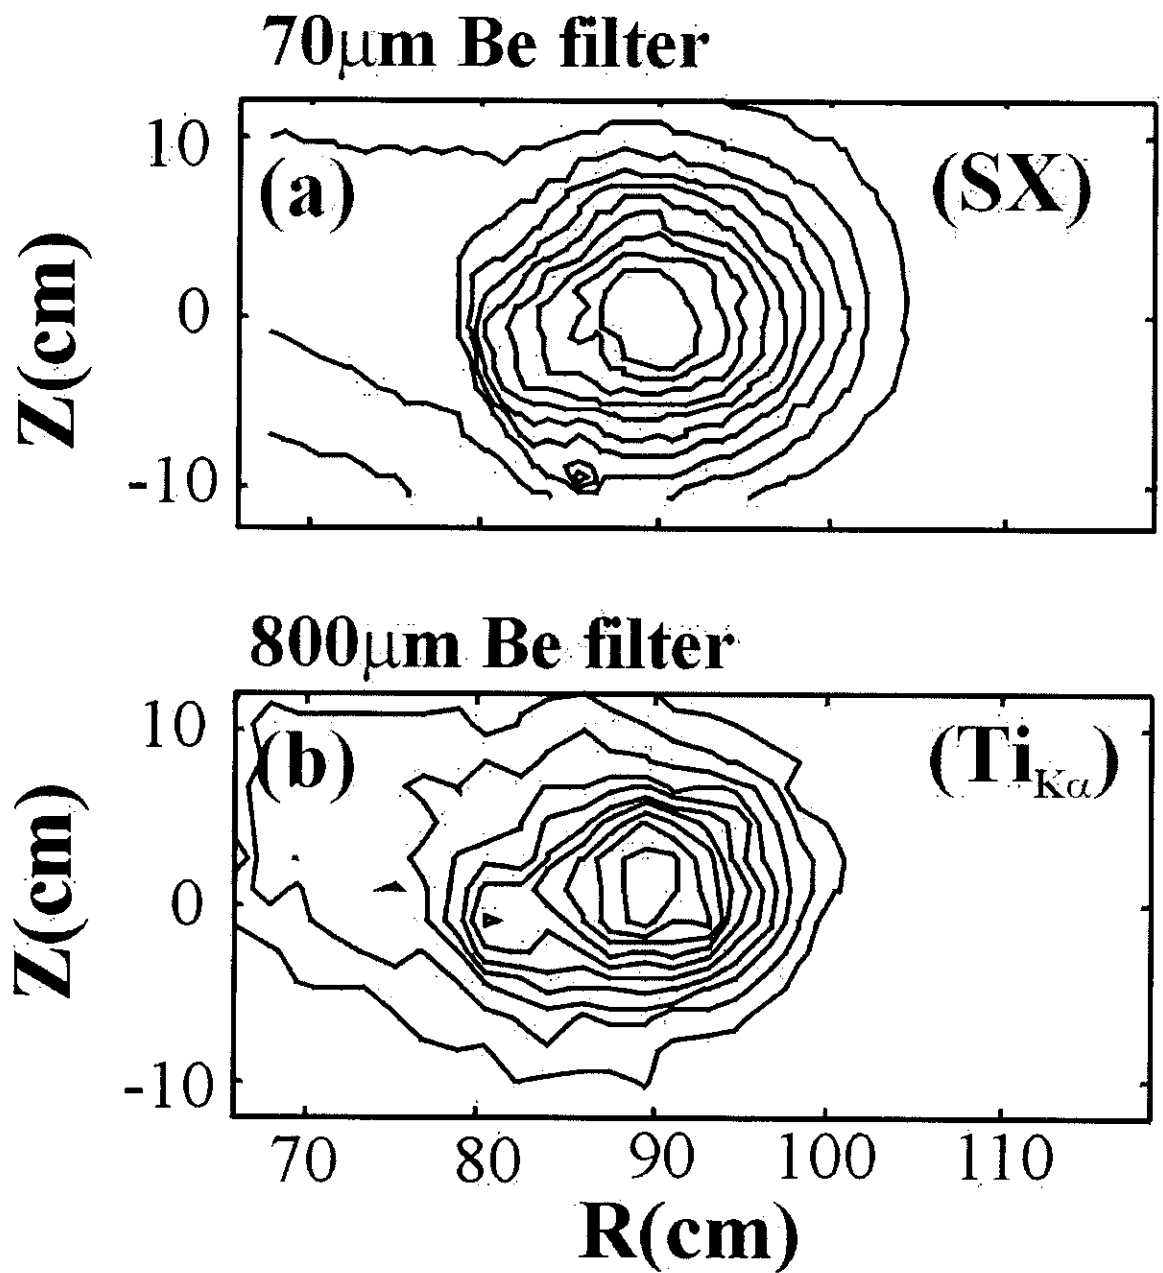 70μm Be filter
10
(a)
(SX)
Z(cm)
0
-10
800μm Be filter
10
(b)
(TiKα)
Z(cm)
0
-10
70 80 90 100 110
R(cm)